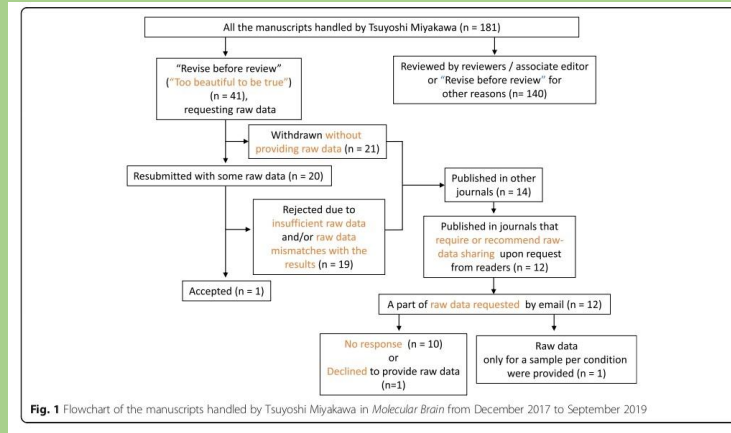 All the manuscripts handled by Tsuyoshi Miyakawa (n = 181)
“Revise before review”
(“Too beautiful to be true”)
(n = 41),
requesting raw data
Reviewed by reviewers / associate editor
or “Revise before review” for
other reasons (n= 140)
Withdrawn without
providing raw data (n = 21)
Resubmitted with some raw data (n = 20)
Published in other
journals (n = 14)
Rejected due to
insufficient raw data
and/or raw data
mismatches with the
results (n = 19)
Published in journals that
require or recommend raw-
data sharing upon request
from readers (n = 12)
Accepted (n = 1)
A part of raw data requested by email (n = 12)
No response (n = 10)
or
Declined to provide raw data
(n=1)
Raw data
only for a sample per condition
were provided (n = 1)
Fig. 1 Flowchart of the manuscripts handled by Tsuyoshi Miyakawa in Molecular Brain from December 2017 to September 2019